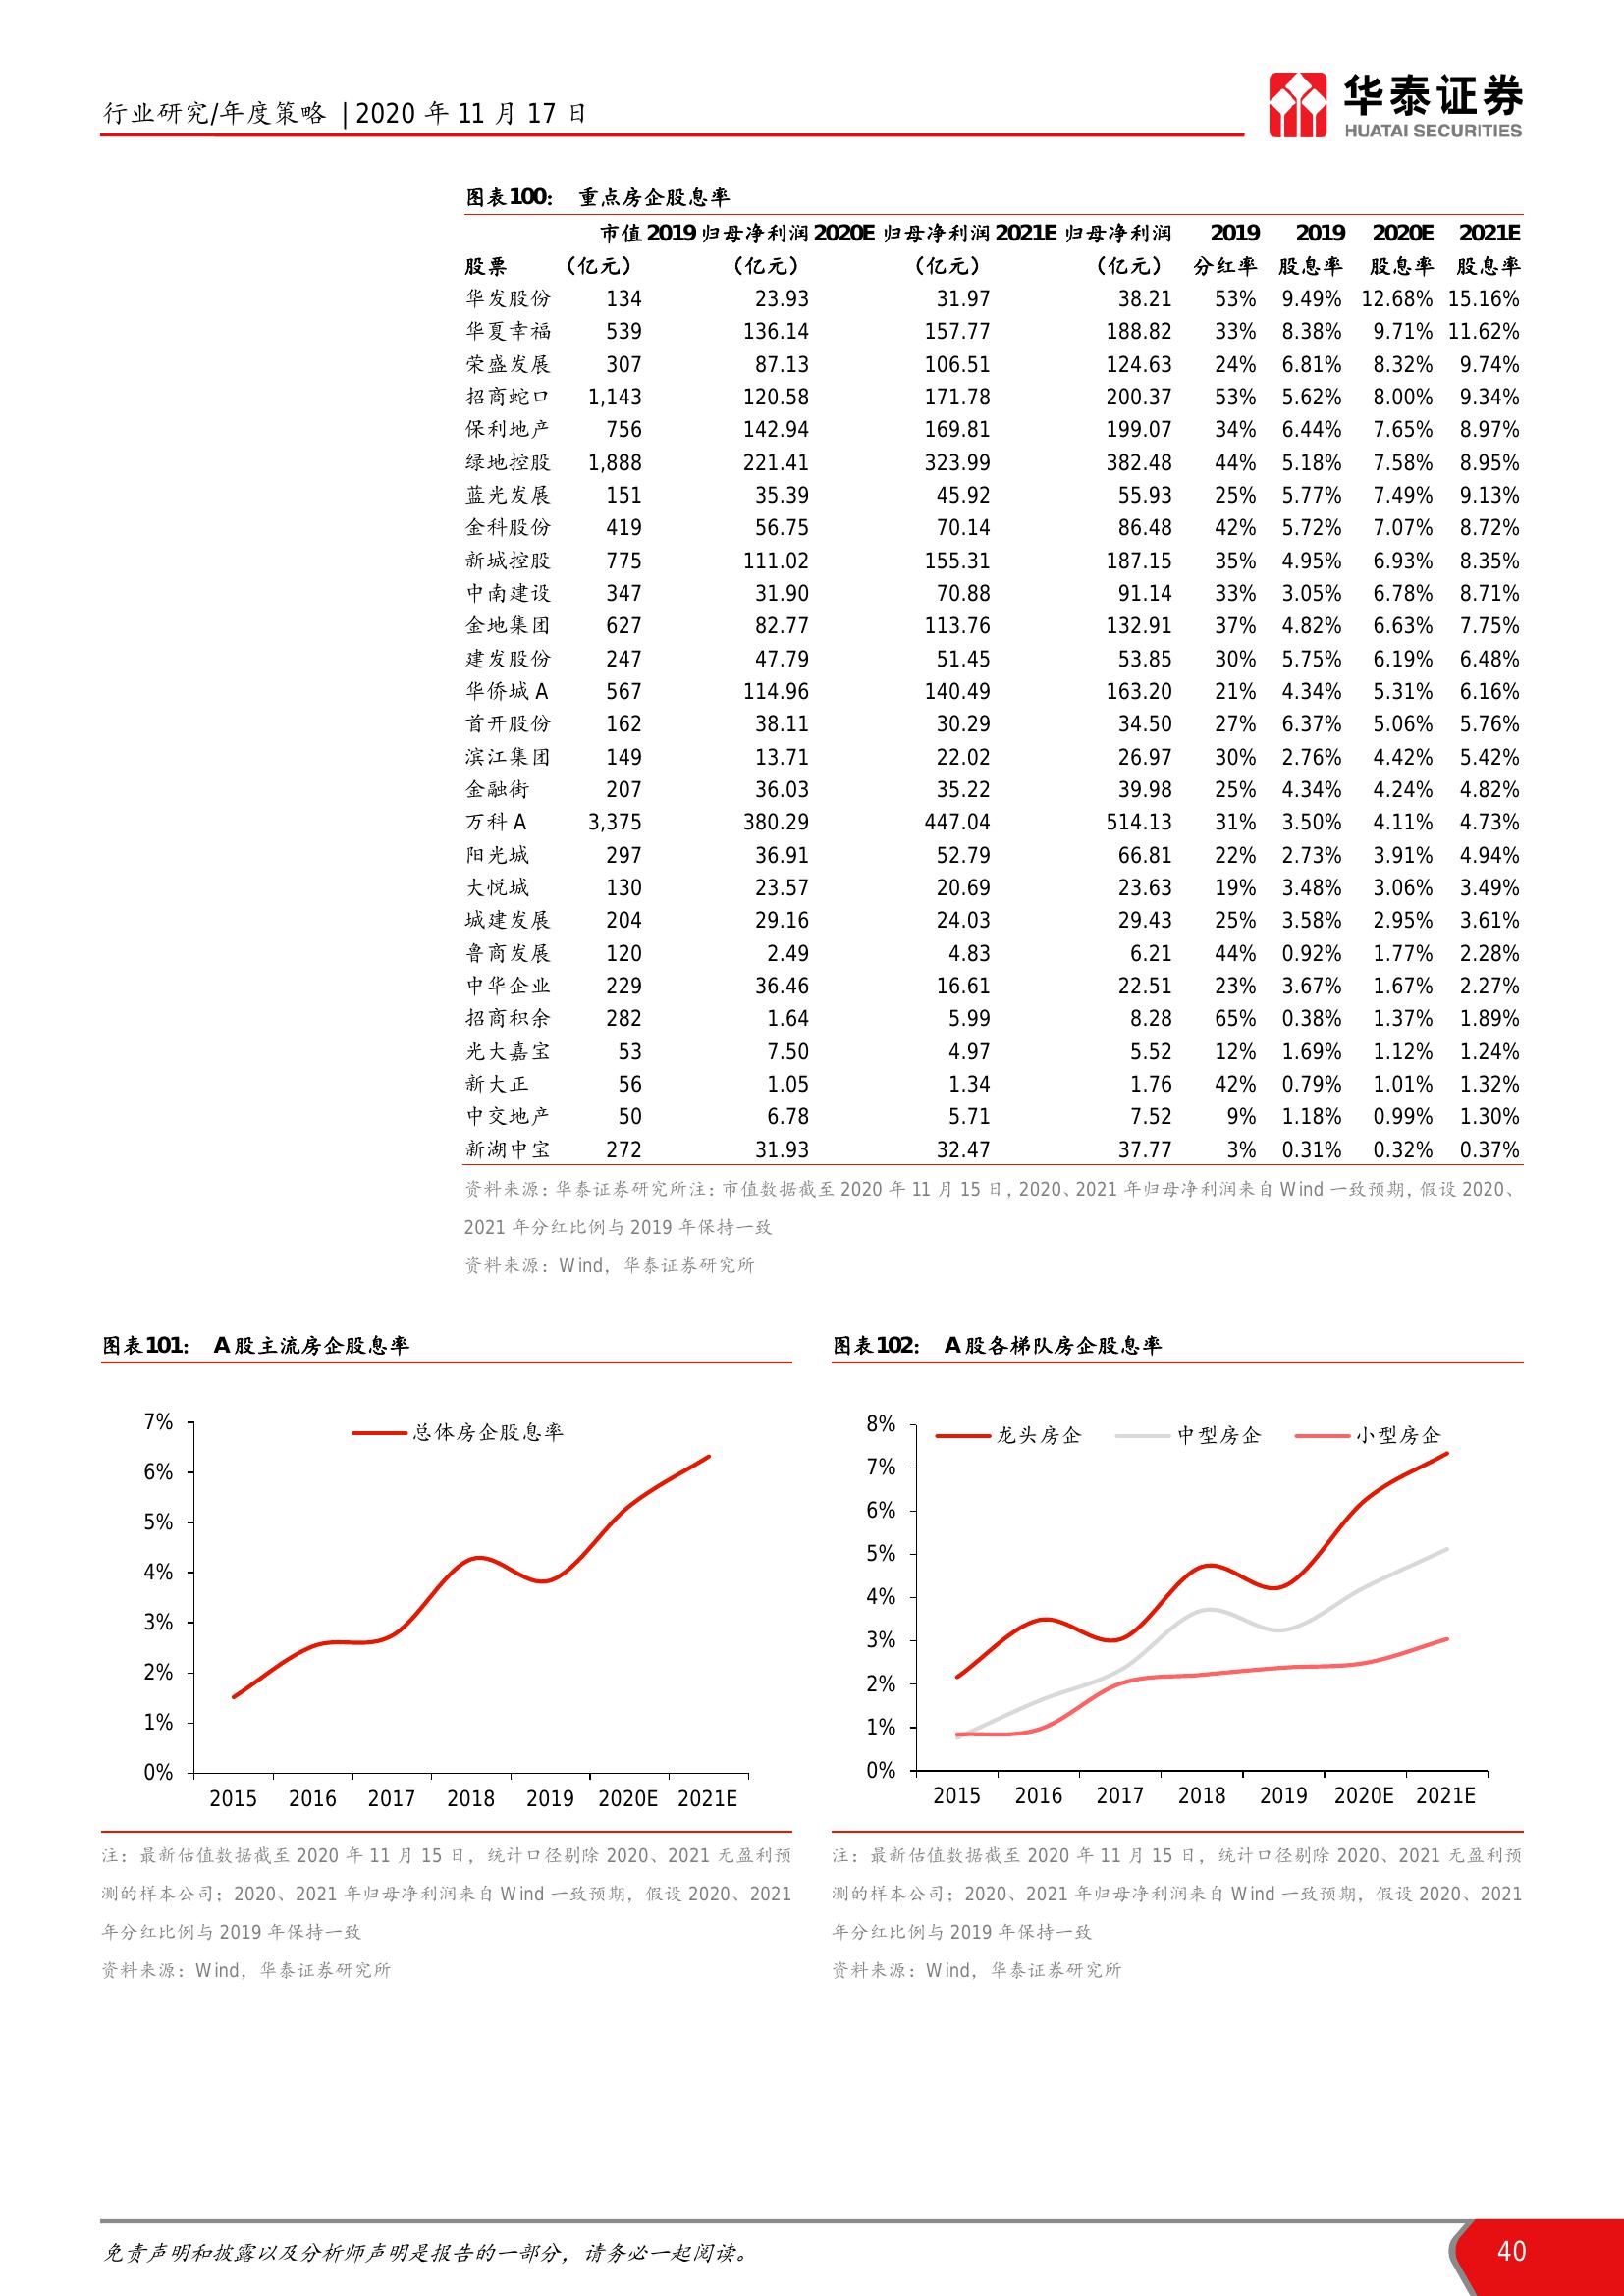 行业研究/年度策略 | 2020 年 11 月 17 日
华泰证券
HUATAI SECURITIES
图表100： 重点房企股息率
市值 2019 归母净利润 2020E 归母净利润 2021E 归母净利润 2019 2019 2020E 2021E
股票 （亿元） （亿元） （亿元） （亿元） 分红率 股息率 股息率 股息率
华发股份 134 23.93 31.97 38.21 53% 9.49% 12.68% 15.16%
华夏幸福 539 136.14 157.77 188.82 33% 8.38% 9.71% 11.62%
荣盛发展 307 87.13 106.51 124.63 24% 6.81% 8.32% 9.74%
招商蛇口 1,143 120.58 171.78 200.37 53% 5.62% 8.00% 9.34%
保利地产 756 142.94 169.81 199.07 34% 6.44% 7.65% 8.97%
绿地控股 1,888 221.41 323.99 382.48 44% 5.18% 7.58% 8.95%
蓝光发展 151 35.39 45.92 55.93 25% 5.77% 7.49% 9.13%
金科股份 419 56.75 70.14 86.48 42% 5.72% 7.07% 8.72%
新城控股 775 111.02 155.31 187.15 35% 4.95% 6.93% 8.35%
中南建设 347 31.90 70.88 91.14 33% 3.05% 6.78% 8.71%
金地集团 627 82.77 113.76 132.91 37% 4.82% 6.63% 7.75%
建发股份 247 47.79 51.45 53.85 30% 5.75% 6.19% 6.48%
华侨城 A 567 114.96 140.49 163.20 21% 4.34% 5.31% 6.16%
首开股份 162 38.11 30.29 34.50 27% 6.37% 5.06% 5.76%
滨江集团 149 13.71 22.02 26.97 30% 2.76% 4.42% 5.42%
金融街 207 36.03 35.22 39.98 25% 4.34% 4.24% 4.82%
万科 A 3,375 380.29 447.04 514.13 31% 3.50% 4.11% 4.73%
阳光城 297 36.91 52.79 66.81 22% 2.73% 3.91% 4.94%
大悦城 130 23.57 20.69 23.63 19% 3.48% 3.06% 3.49%
城建发展 204 29.16 24.03 29.43 25% 3.58% 2.95% 3.61%
鲁商发展 120 2.49 4.83 6.21 44% 0.92% 1.77% 2.28%
中华企业 229 36.46 16.61 22.51 23% 3.67% 1.67% 2.27%
招商积余 282 1.64 5.99 8.28 65% 0.38% 1.37% 1.89%
光大嘉宝 53 7.50 4.97 5.52 12% 1.69% 1.12% 1.24%
新大正 56 1.05 1.34 1.76 42% 0.79% 1.01% 1.32%
中交地产 50 6.78 5.71 7.52 9% 1.18% 0.99% 1.30%
新湖中宝 272 31.93 32.47 37.77 3% 0.31% 0.32% 0.37%
资料来源：华泰证券研究所注：市值数据截至 2020 年 11 月 15 日，2020、2021 年归母净利润来自 Wind 一致预期，假设 2020、
2021 年分红比例与 2019 年保持一致
资料来源：Wind，华泰证券研究所
图表101： A 股主流房企股息率
总体房企股息率
7%
6%
5%
4%
3%
2%
1%
0%
2015 2016 2017 2018 2019 2020E 2021E
注：最新估值数据截至 2020 年 11 月 15 日，统计口径剔除 2020、2021 无盈利预
测的样本公司；2020、2021 年归母净利润来自 Wind 一致预期，假设 2020、2021
年分红比例与 2019 年保持一致
资料来源：Wind，华泰证券研究所
图表102： A 股各梯队房企股息率
龙头房企 中型房企 小型房企
8%
7%
6%
5%
4%
3%
2%
1%
0%
2015 2016 2017 2018 2019 2020E 2021E
注：最新估值数据截至 2020 年 11 月 15 日，统计口径剔除 2020、2021 无盈利预
测的样本公司；2020、2021 年归母净利润来自 Wind 一致预期，假设 2020、2021
年分红比例与 2019 年保持一致
资料来源：Wind，华泰证券研究所
免责声明和披露以及分析师声明是报告的一部分，请务必一起阅读。
40